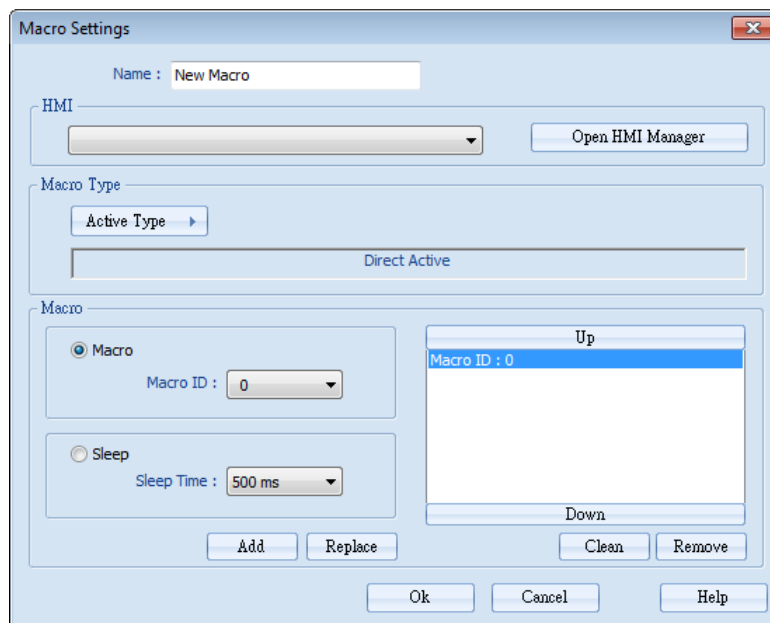 Macro Settings
Name : New Macro
HMI
Open HMI Manager
Macro Type
Active Type
Direct Active
Macro
Macro
Macro ID : 0
Sleep
Sleep Time : 500 ms
Up
Macro ID : 0
Down
Add Replace Clean Remove
Ok Cancel Help